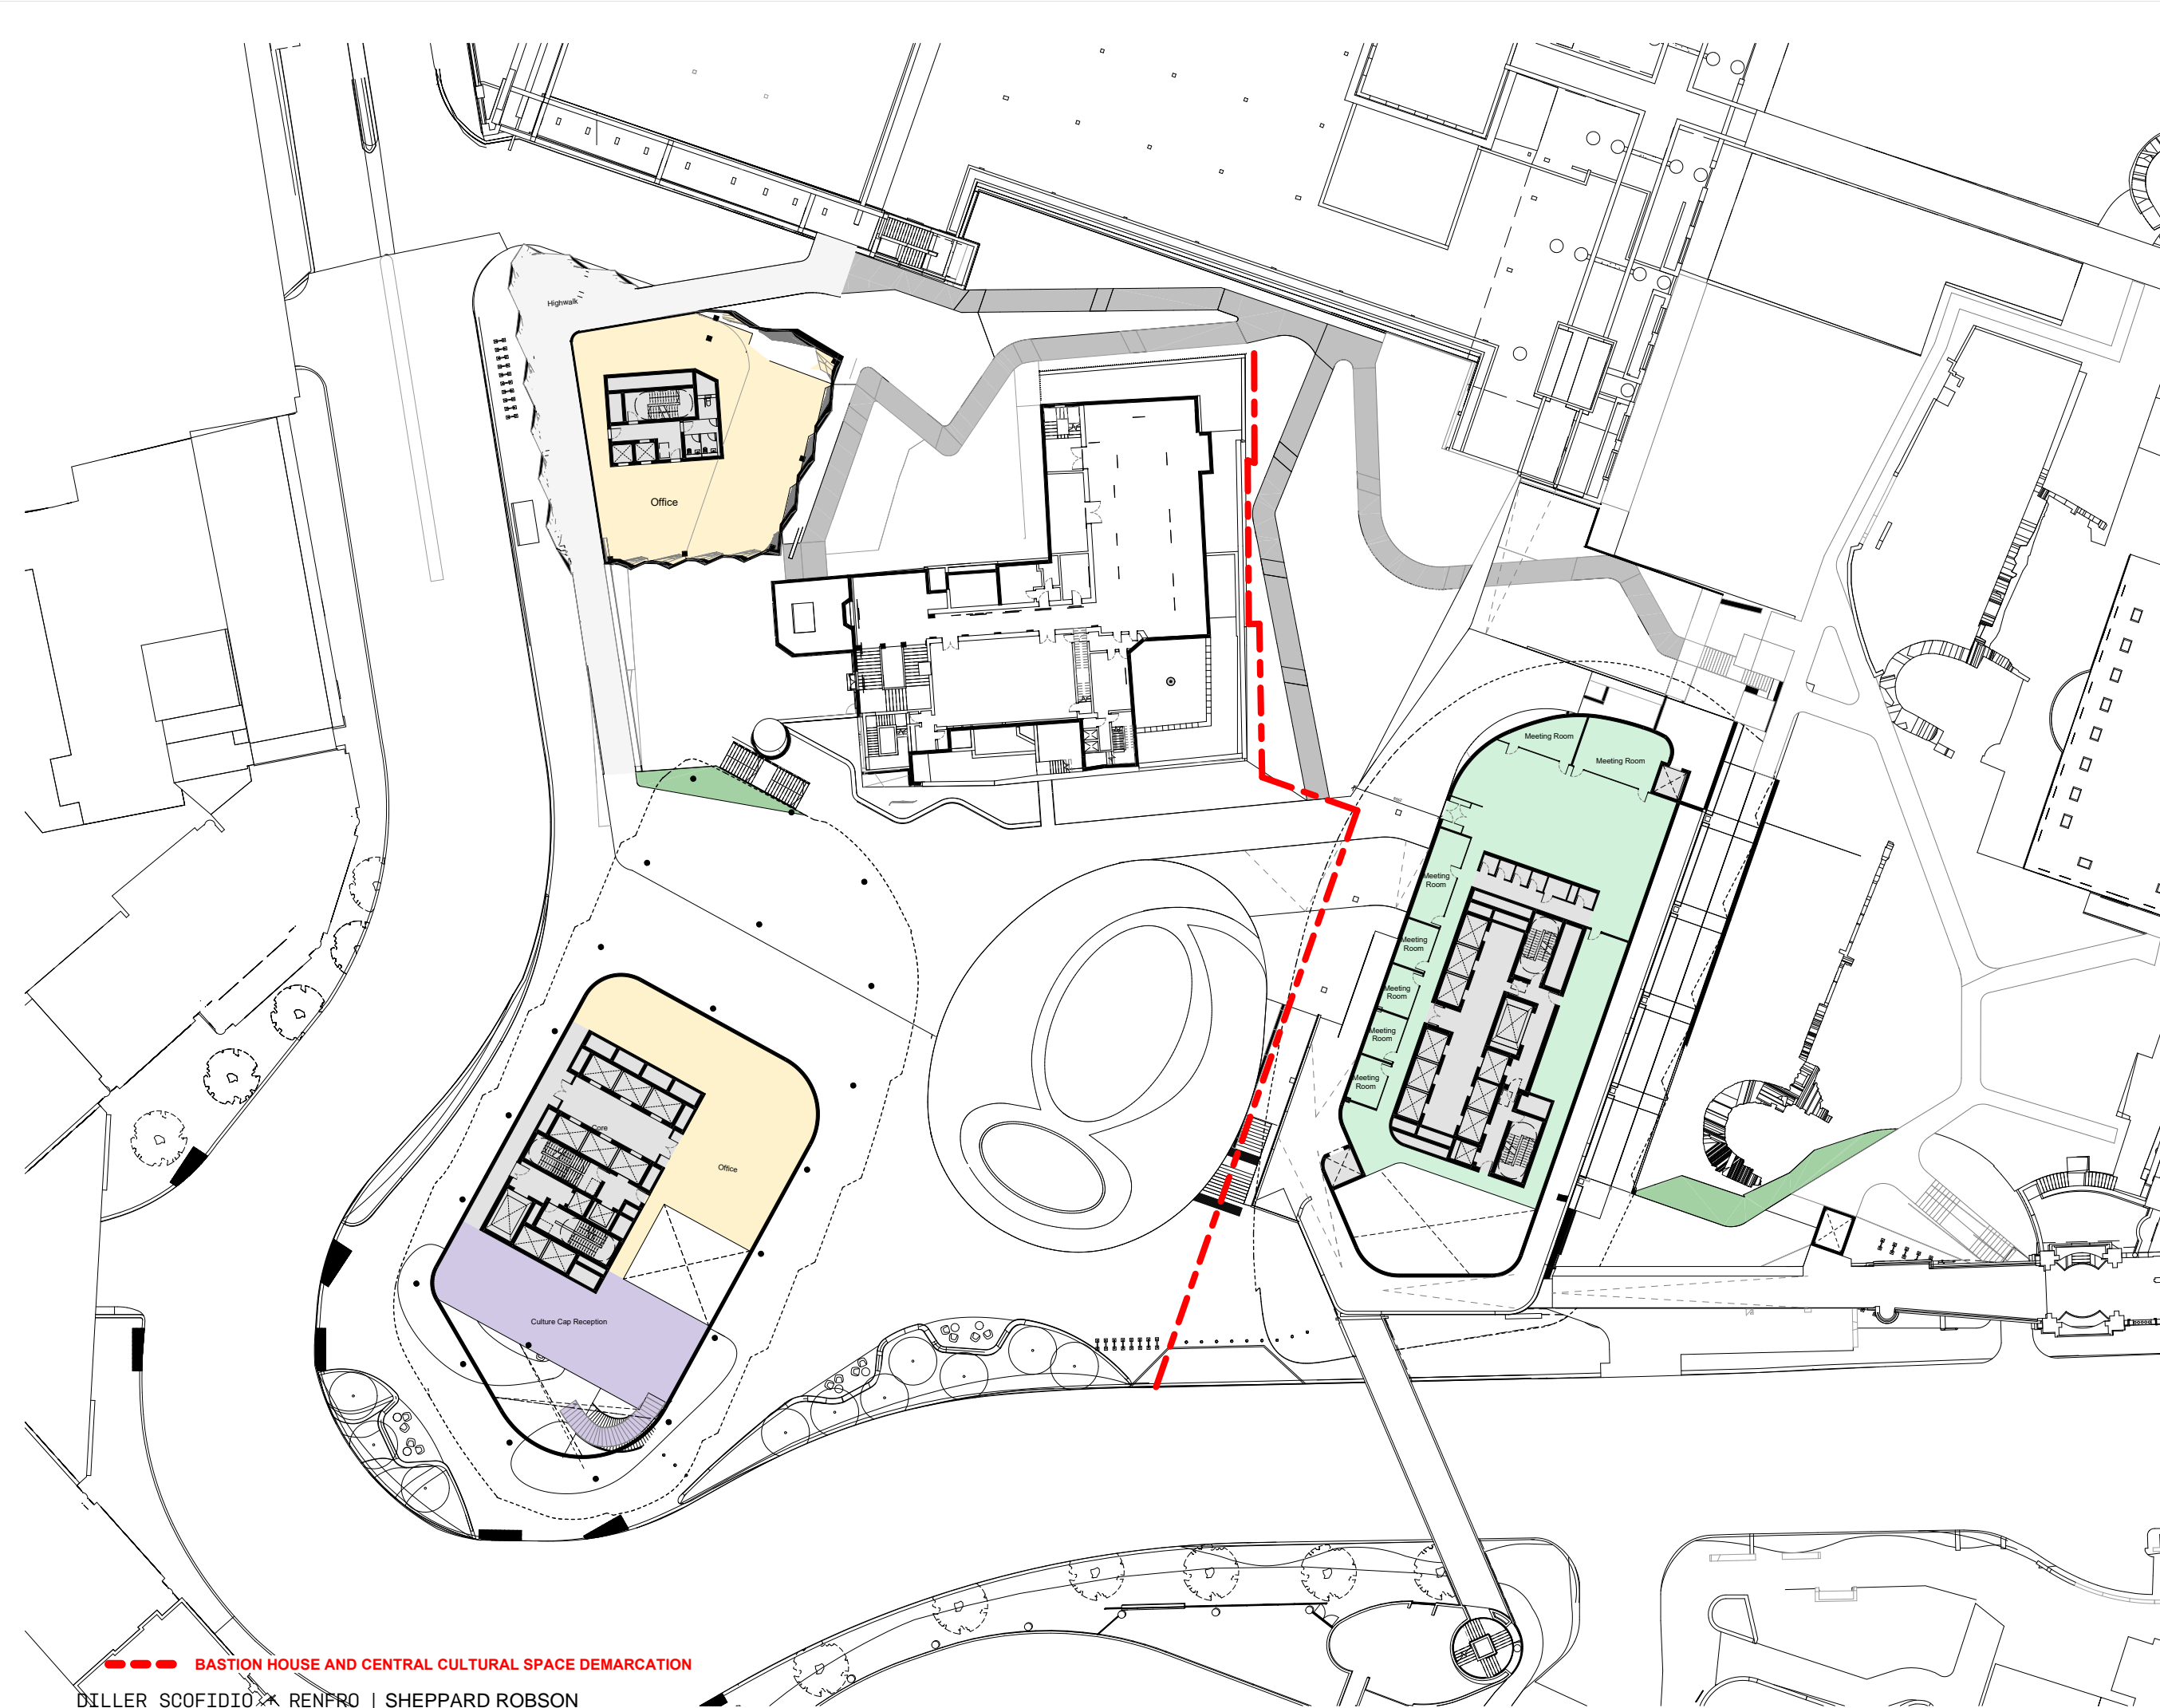 Highwalk
Office
Meeting Room
Meeting Room
Meeting
Room
Meeting
Room
Meeting
Room
Meeting
Room
Meeting
Room
Core
Office
Culture Cap Reception
BASTION HOUSE AND CENTRAL CULTURAL SPACE DEMARCATION
DILLER SCOFIDIO + RENFRO | SHEPPARD ROBSON